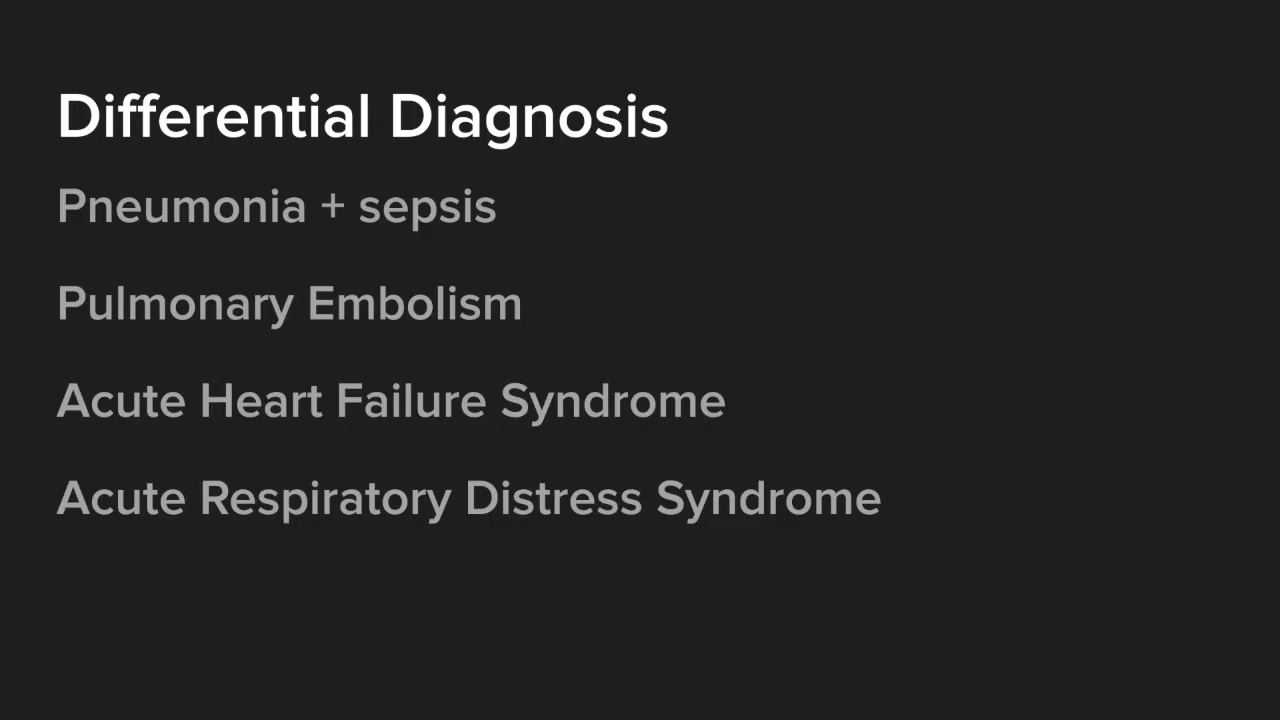 Differential Diagnosis
Pneumonia + sepsis
Pulmonary Embolism
Acute Heart Failure Syndrome
Acute Respiratory Distress Syndrome